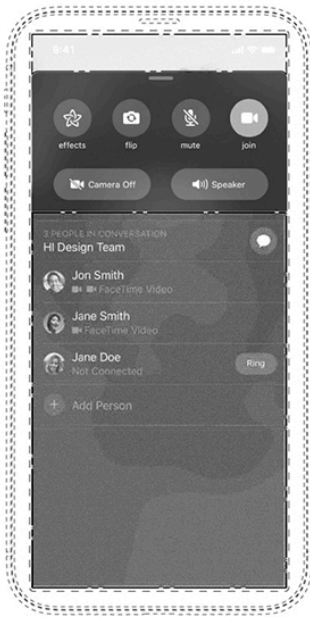 9:41
effects flip mute join
Camera Off Speaker
3 PEOPLE IN CONVERSATION
HI Design Team
Jon Smith
FaceTime Video
Jane Smith
FaceTime Video
Jane Doe
Not Connected
Ring
Add Person